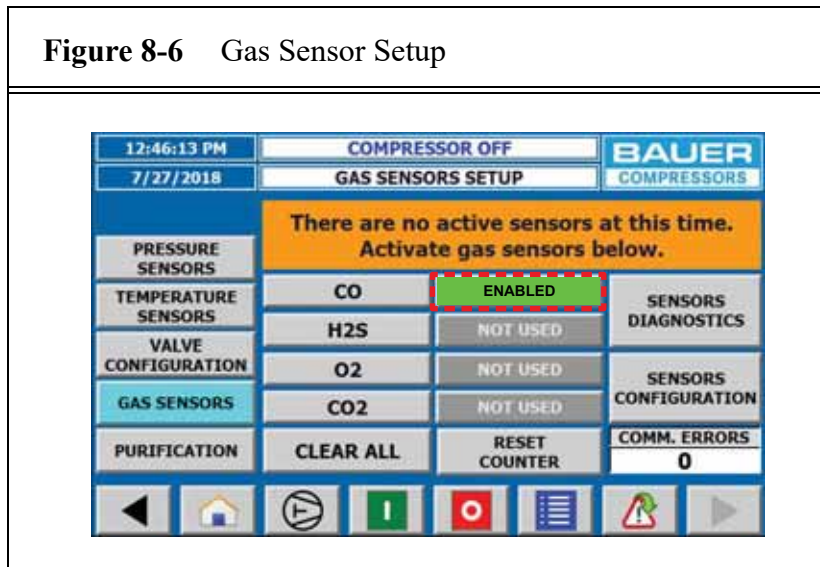 Figure 8-6 Gas Sensor Setup
12:46:13 PM
COMPRESSOR OFF
BAUER
7/27/2018
GAS SENSORS SETUP
COMPRESSORS
There are no active sensors at this time.
Activate gas sensors below.
PRESSURE
SENSORS
TEMPERATURE
SENSORS
VALVE
CONFIGURATION
GAS SENSORS
PURIFICATION
CO
ENABLED
H2S
NOT USED
O2
NOT USED
CO2
NOT USED
CLEAR ALL
RESET
COUNTER
SENSORS
DIAGNOSTICS
SENSORS
CONFIGURATION
COMM. ERRORS
0
I
O